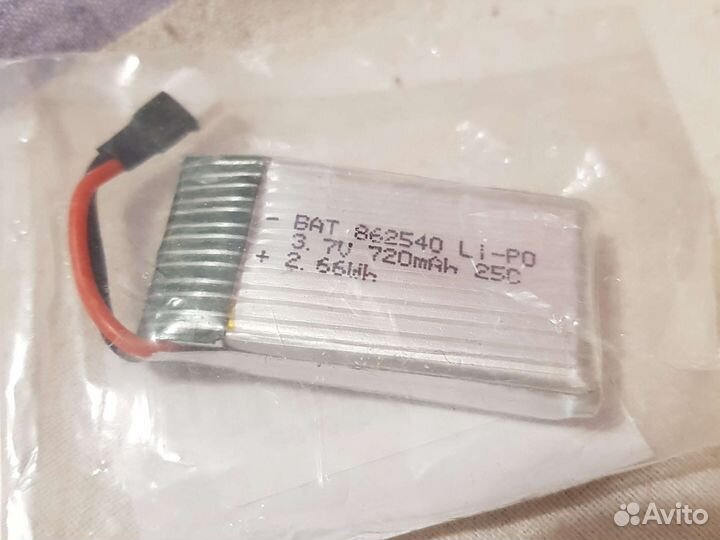 - BAT 862540 Li-PO
3.7V 720mAh 25C
+ 2.66Wh
Avito